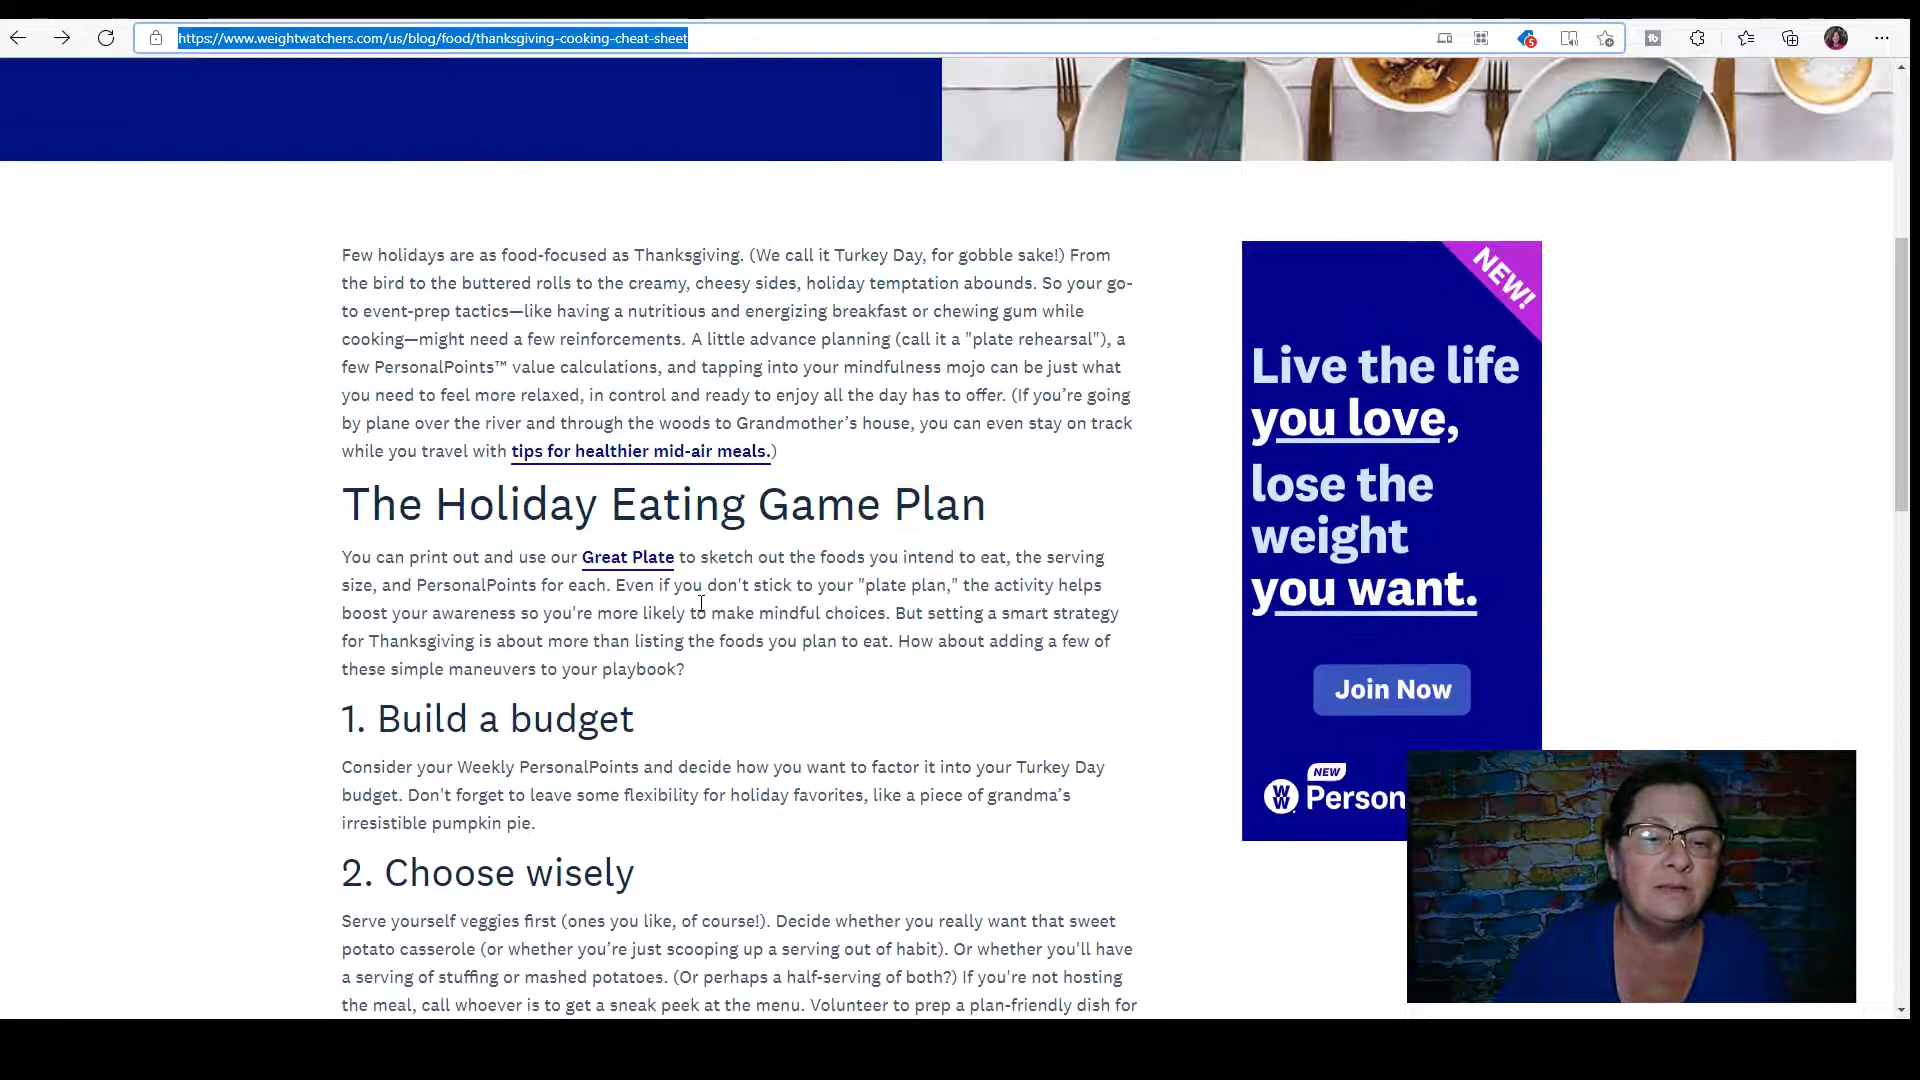 https://www.weightwatchers.com/us/blog/food/thanksgiving-cooking-cheat-sheet
5
tb
Few holidays are as food-focused as Thanksgiving. (We call it Turkey Day, for gobble sake!) From
the bird to the buttered rolls to the creamy, cheesy sides, holiday temptation abounds. So your go-
to event-prep tactics—like having a nutritious and energizing breakfast or chewing gum while
cooking—might need a few reinforcements. A little advance planning (call it a "plate rehearsal"), a
few PersonalPoints™ value calculations, and tapping into your mindfulness mojo can be just what
you need to feel more relaxed, in control and ready to enjoy all the day has to offer. (If you’re going
by plane over the river and through the woods to Grandmother’s house, you can even stay on track
while you travel with tips for healthier mid-air meals.)
The Holiday Eating Game Plan
You can print out and use our Great Plate to sketch out the foods you intend to eat, the serving
size, and PersonalPoints for each. Even if you don't stick to your "plate plan," the activity helps
boost your awareness so you're more likely to make mindful choices. But setting a smart strategy
for Thanksgiving is about more than listing the foods you plan to eat. How about adding a few of
these simple maneuvers to your playbook?
1. Build a budget
Consider your Weekly PersonalPoints and decide how you want to factor it into your Turkey Day
budget. Don't forget to leave some flexibility for holiday favorites, like a piece of grandma’s
irresistible pumpkin pie.
2. Choose wisely
Serve yourself veggies first (ones you like, of course!). Decide whether you really want that sweet
potato casserole (or whether you’re just scooping up a serving out of habit). Or whether you'll have
a serving of stuffing or mashed potatoes. (Or perhaps a half-serving of both?) If you're not hosting
the meal, call whoever is to get a sneak peek at the menu. Volunteer to prep a plan-friendly dish for
NEW!
Live the life
you love,
lose the
weight
you want.
Join Now
NEW
WW Person